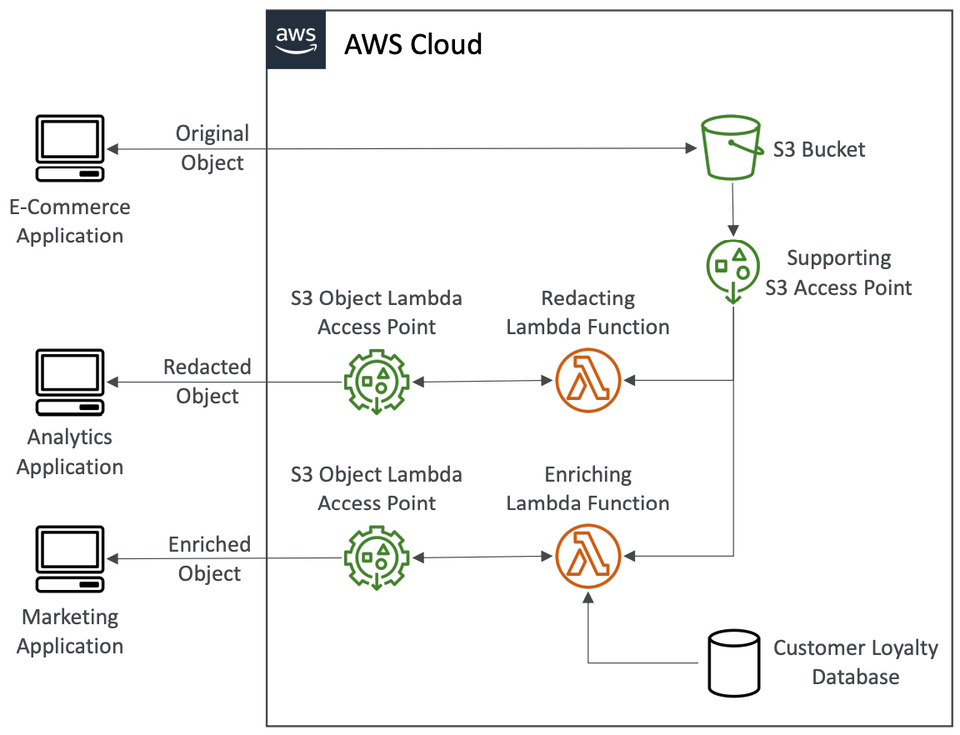 aws
AWS Cloud
Original
Object
S3 Bucket
E-Commerce
Application
Supporting
S3 Access Point
S3 Object Lambda
Access Point
Redacting
Lambda Function
Redacted
Object
Analytics
Application
S3 Object Lambda
Access Point
Enriching
Lambda Function
Enriched
Object
Marketing
Application
Customer Loyalty
Database